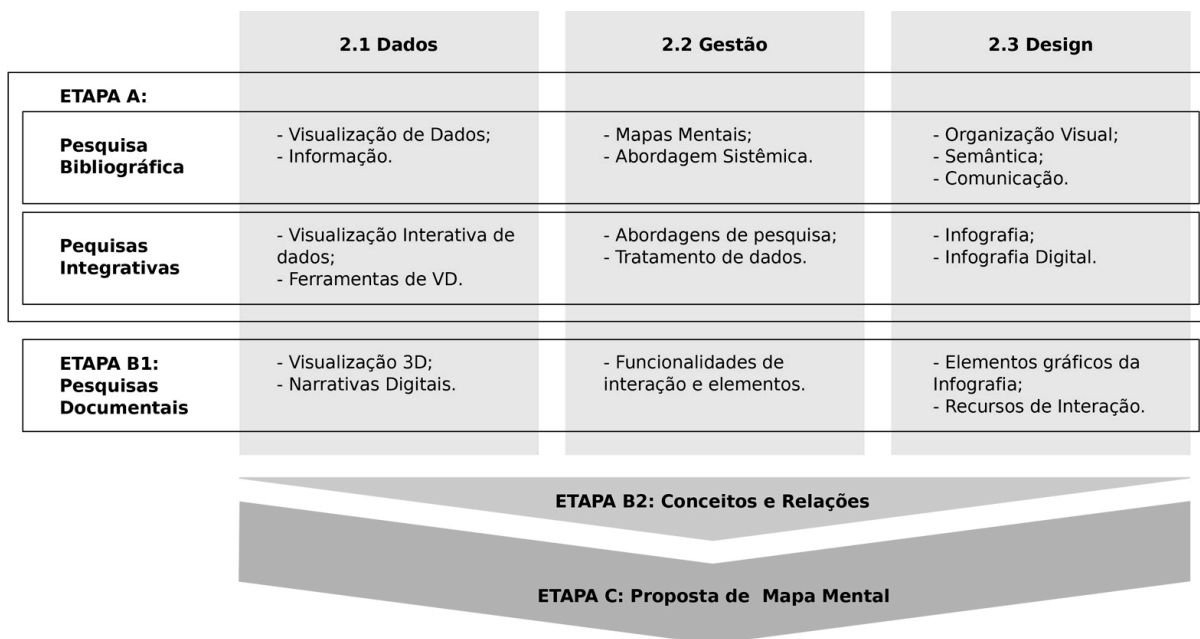 2.1 Dados
2.2 Gestão
2.3 Design
ETAPA A:
Pesquisa
Bibliográfica
- Visualização de Dados;
- Informação.
- Mapas Mentais;
- Abordagem Sistêmica.
- Organização Visual;
- Semântica;
- Comunicação.
Pequisas
Integrativas
- Visualização Interativa de
dados;
- Ferramentas de VD.
- Abordagens de pesquisa;
- Tratamento de dados.
- Infografia;
- Infografia Digital.
ETAPA B1:
Pesquisas
Documentais
- Visualização 3D;
- Narrativas Digitais.
- Funcionalidades de
interação e elementos.
- Elementos gráficos da
Infografia;
- Recursos de Interação.
ETAPA B2: Conceitos e Relações
ETAPA C: Proposta de  Mapa Mental